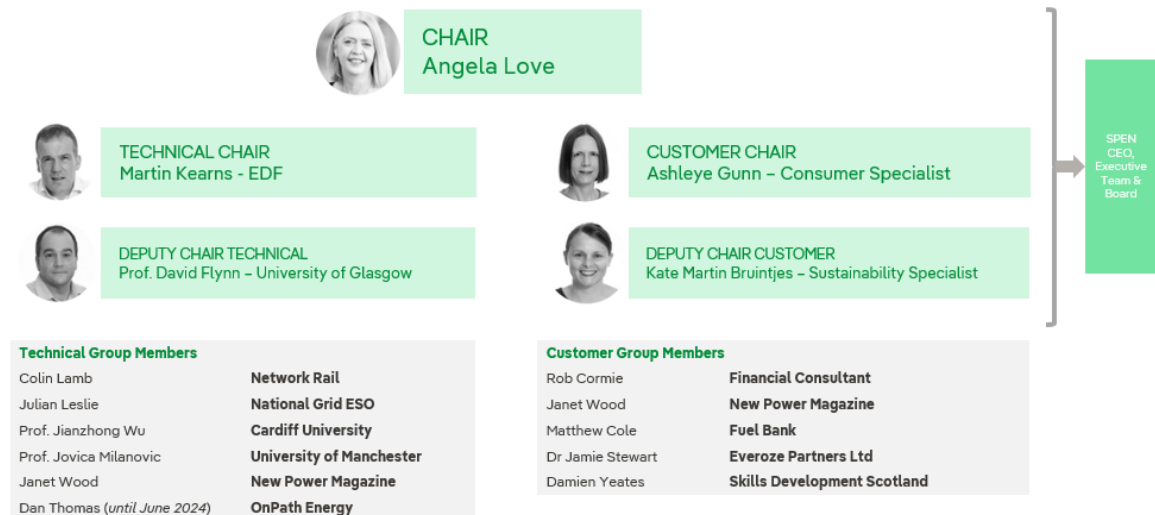 CHAIR
Angela Love
TECHNICAL CHAIR
Martin Kearns - EDF
CUSTOMER CHAIR
Ashleye Gunn – Consumer Specialist
DEPUTY CHAIR TECHNICAL
Prof. David Flynn – University of Glasgow
DEPUTY CHAIR CUSTOMER
Kate Martin Bruintjes – Sustainability Specialist
SPEN
CEO,
Executive
Team &
Board
Technical Group Members
Colin Lamb Network Rail
Julian Leslie National Grid ESO
Prof. Jianzhong Wu Cardiff University
Prof. Jovica Milanovic University of Manchester
Janet Wood New Power Magazine
Dan Thomas (until June 2024) OnPath Energy
Customer Group Members
Rob Cormie Financial Consultant
Janet Wood New Power Magazine
Matthew Cole Fuel Bank
Dr Jamie Stewart Everoze Partners Ltd
Damien Yeates Skills Development Scotland